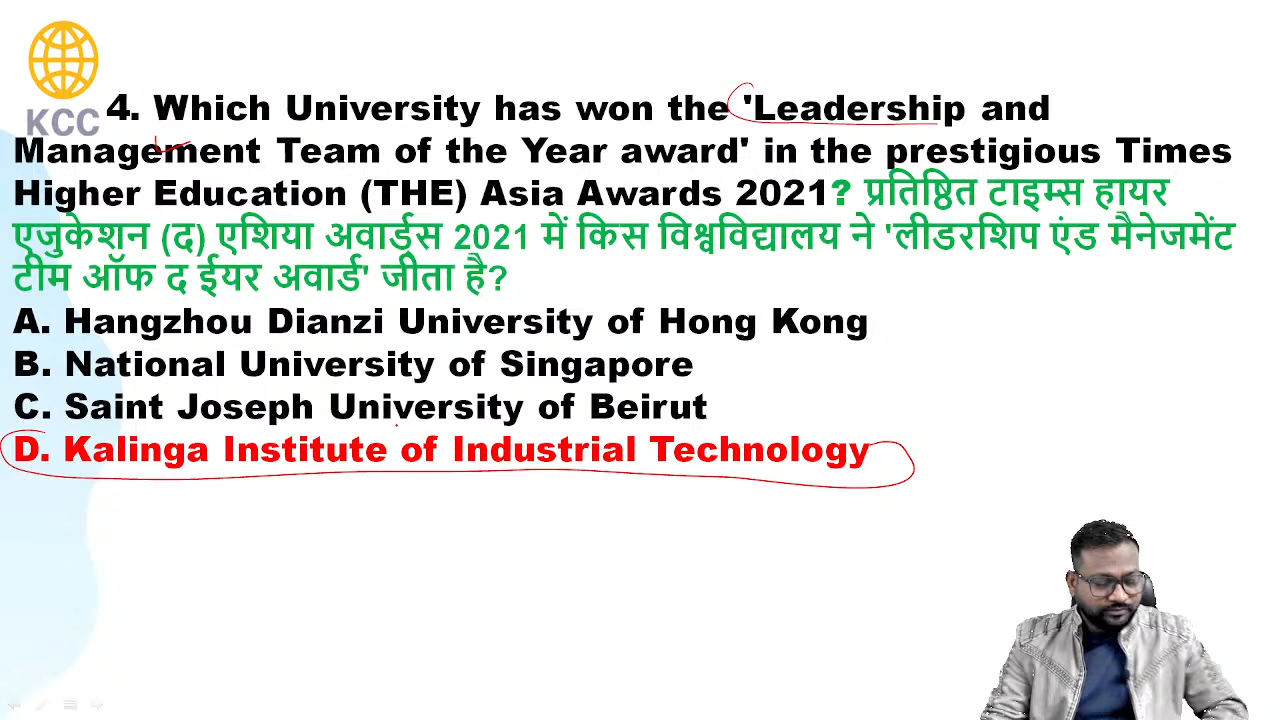 KCC
4. Which University has won the 'Leadership and
Management Team of the Year award' in the prestigious Times
Higher Education (THE) Asia Awards 2021? प्रतिष्ठित टाइम्स हायर
एजुकेशन (द) एशिया अवार्ड्स 2021 में किस विश्वविद्यालय ने 'लीडरशिप एंड मैनेजमेंट
टीम ऑफ द ईयर अवार्ड' जीता है?
A. Hangzhou Dianzi University of Hong Kong
B. National University of Singapore
C. Saint Joseph University of Beirut
D. Kalinga Institute of Industrial Technology